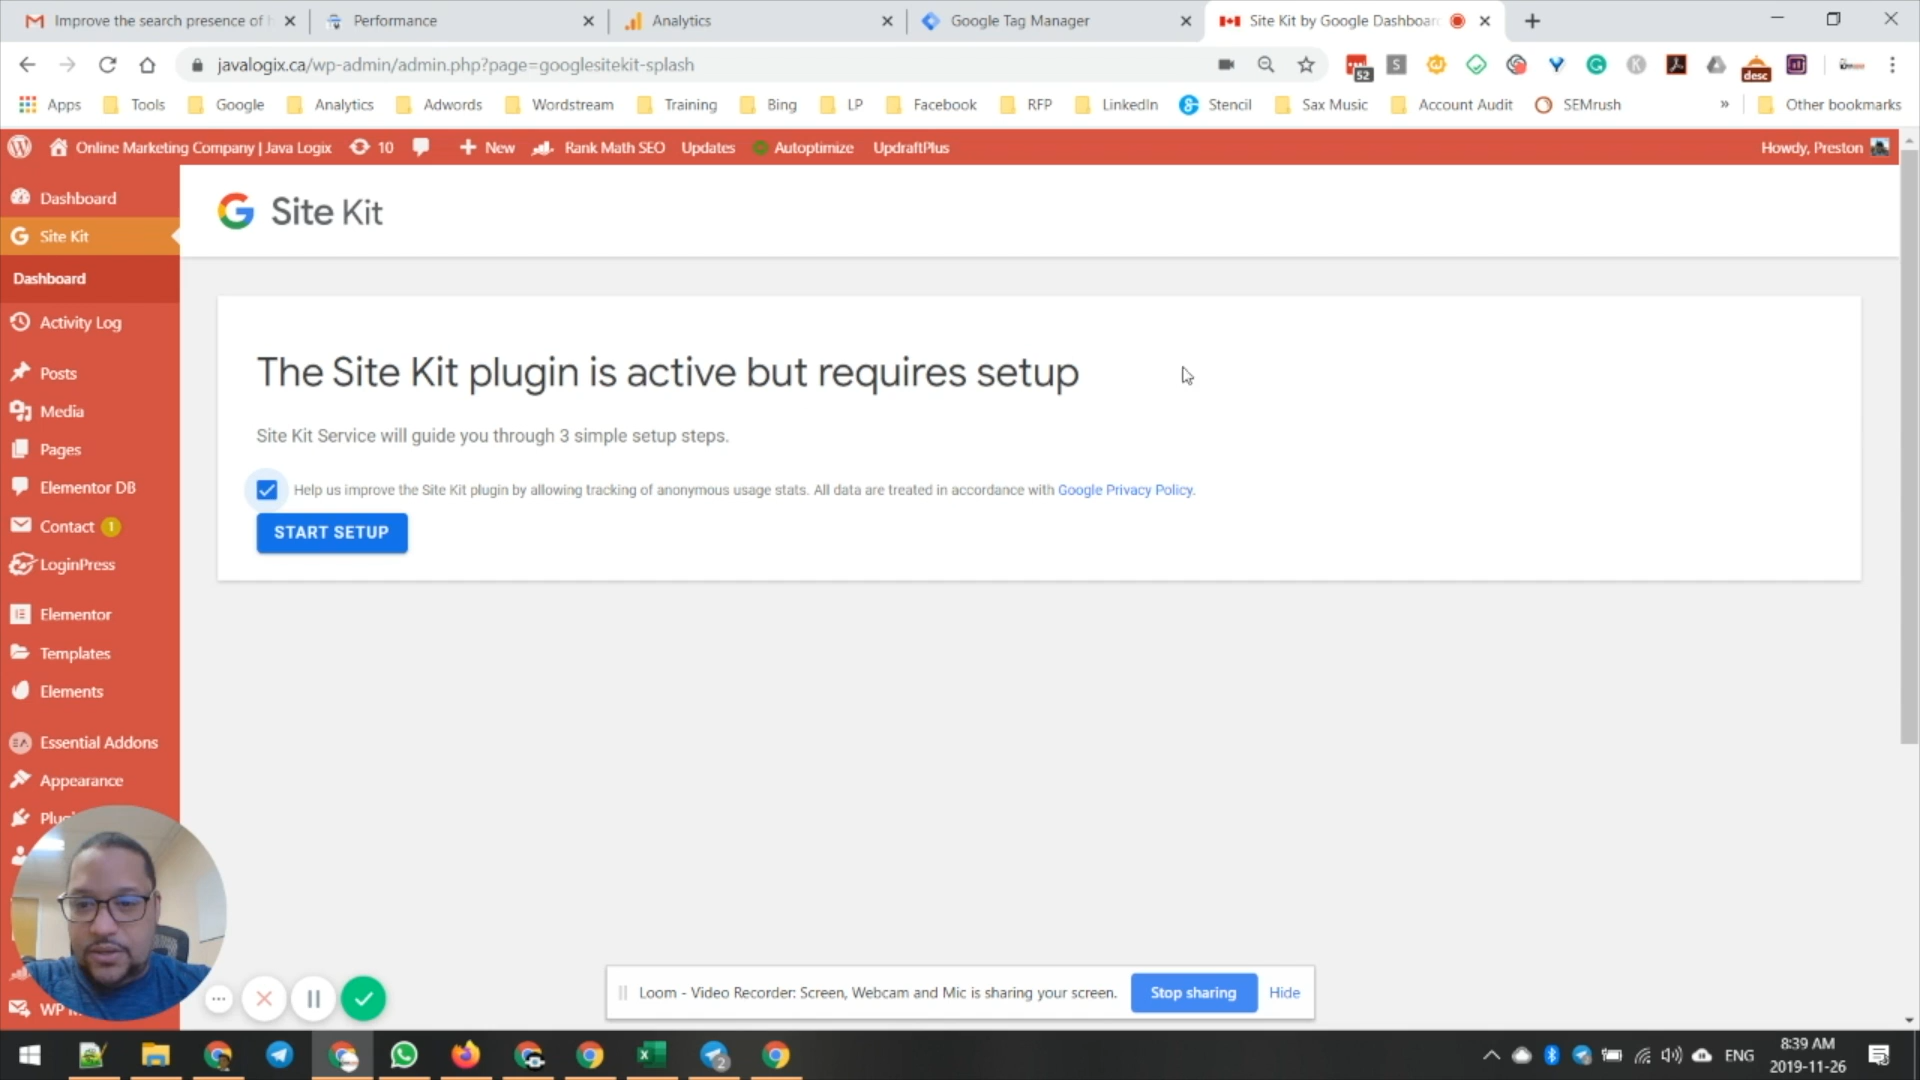 Improve the search presence of
Performance
Analytics
Google Tag Manager
Site Kit by Google Dashboar
javalogix.ca/wp-admin/admin.php?page=googlesitekit-splash
52
S
desc
Apps
Tools
Google
Analytics
Adwords
Wordstream
Training
Bing
LP
Facebook
RFP
LinkedIn
Stencil
Sax Music
Account Audit
SEMrush
»
Other bookmarks
Online Marketing Company | Java Logix
10
New
Rank Math SEO
Updates
Autoptimize
UpdraftPlus
Howdy, Preston
Dashboard
Site Kit
Dashboard
Activity Log
Posts
Media
Pages
Elementor DB
Contact 1
LoginPress
Elementor
Templates
Elements
Essential Addons
Appearance
WP
Site Kit
The Site Kit plugin is active but requires setup
Site Kit Service will guide you through 3 simple setup steps.
Help us improve the Site Kit plugin by allowing tracking of anonymous usage stats. All data are treated in accordance with Google Privacy Policy.
START SETUP
Loom - Video Recorder: Screen, Webcam and Mic is sharing your screen.
Stop sharing
Hide
2
ENG
8:39 AM
2019-11-26